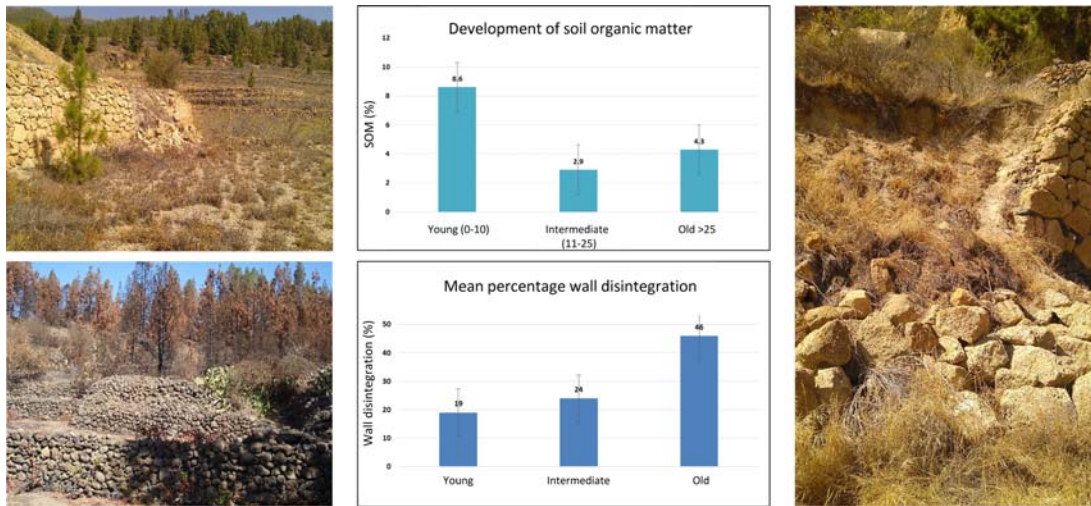 Development of soil organic matter
SOM (%)
12
10
8
6
4
2
0
8.6
2.9
4.3
Young (0-10)
Intermediate
(11-25)
Old >25
Mean percentage wall disintegration
Wall disintegration (%)
50
40
30
20
10
0
19
24
46
Young
Intermediate
Old